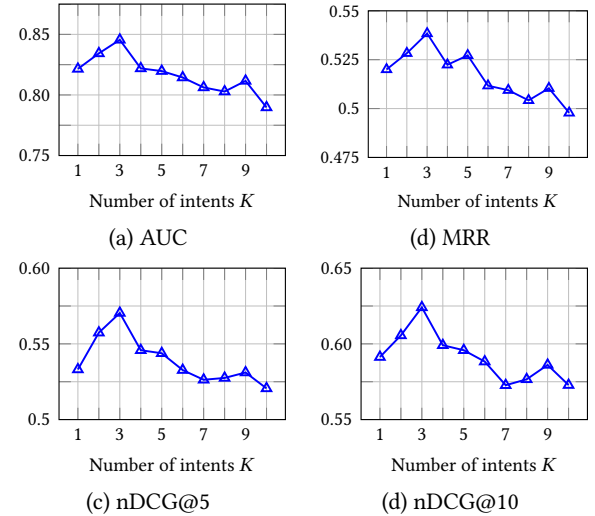 0.85
0.80
0.75
1 3 5 7 9
Number of intents K
(a) AUC
0.55
0.525
0.5
0.475
1 3 5 7 9
Number of intents K
(d) MRR
0.60
0.55
0.5
1 3 5 7 9
Number of intents K
(c) nDCG@5
0.65
0.60
0.55
1 3 5 7 9
Number of intents K
(d) nDCG@10